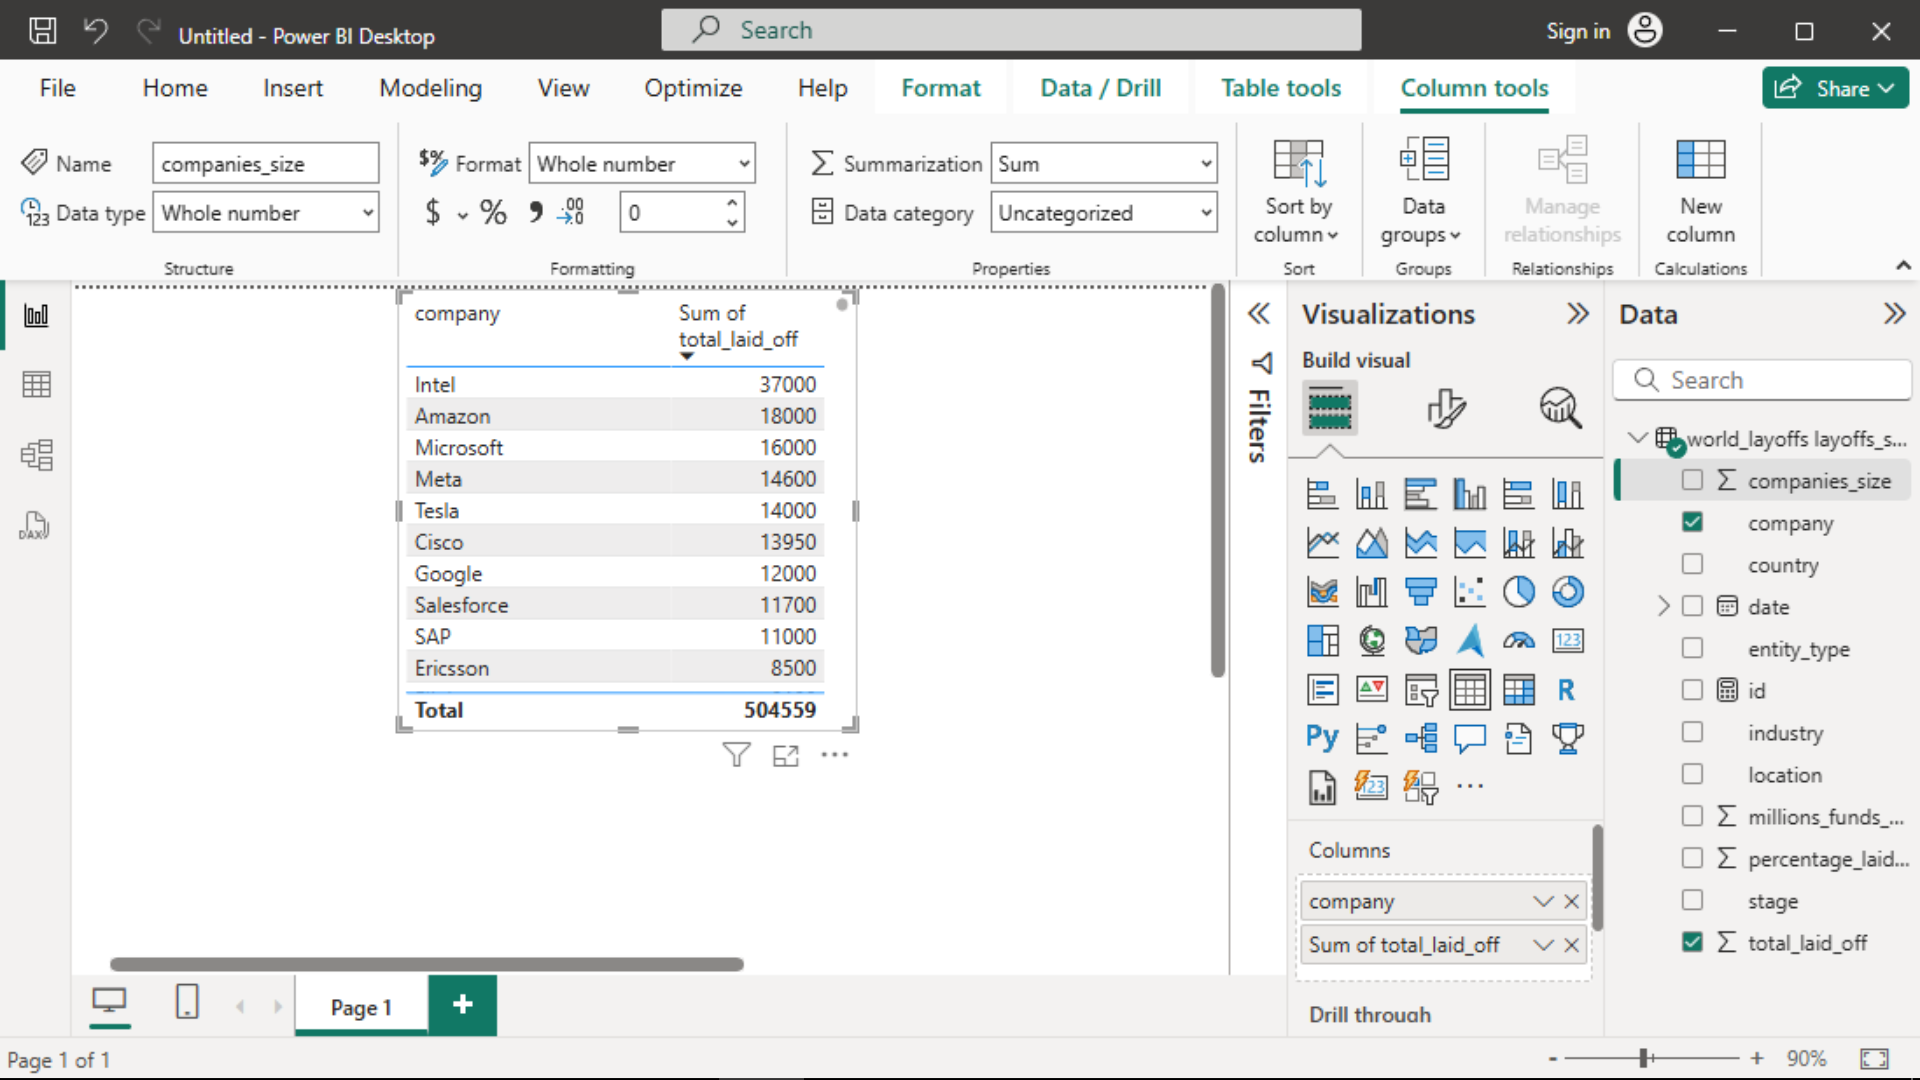 Untitled - Power BI Desktop
Search
Sign in
File
Home
Insert
Modeling
View
Optimize
Help
Format
Data / Drill
Table tools
Column tools
Share
Name
companies_size
$% Format
Whole number
Summarization
Sum
Sort by
column
Data
groups
Manage
relationships
New
column
123 Data type
Whole number
$
%
.00
0
Data category
Uncategorized
Structure
Formatting
Properties
Sort
Groups
Relationships
Calculations
company
Sum of
total_laid_off
Intel 37000
Amazon 18000
Microsoft 16000
Meta 14600
Tesla 14000
Cisco 13950
Google 12000
Salesforce 11700
SAP 11000
Ericsson 8500
Total 504559
DAX
Filters
Visualizations
Build visual
123
R
Py
123
Columns
company
Sum of total_laid_off
Drill through
Data
Search
world_layoffs layoffs_s...
companies_size
company
country
date
entity_type
id
industry
location
millions_funds_...
percentage_laid...
stage
total_laid_off
Page 1
+
Page 1 of 1
- + 90%